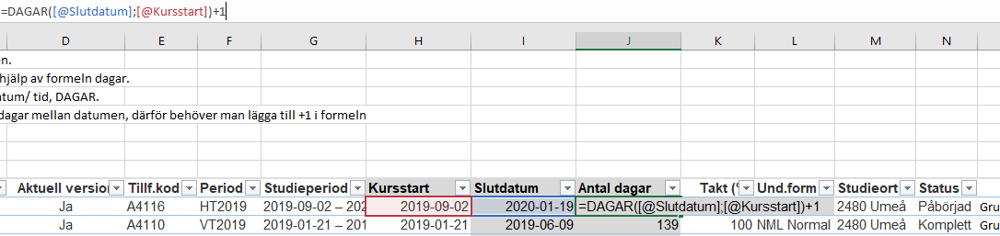 =DAGAR([@Slutdatum];[@Kursstart])+1
D E F G H I J K L M N
en.
hjälp av formeln dagar.
atum/ tid, DAGAR.
dagar mellan datumen, därför behöver man lägga till +1 i formeln
Aktuell version Tillf.kod Period Studieperiod Kursstart Slutdatum Antal dagar Takt (% Und.form Studieort Status
Ja A4116 HT2019 2019-09-02 – 202 2019-09-02 2020-01-19 =DAGAR([@Slutdatum];[@Kursstart])+1 2480 Umeå Påbörjad Gru
Ja A4110 VT2019 2019-01-21 – 201 2019-01-21 2019-06-09 139 100 NML Normal 2480 Umeå Komplett Gru